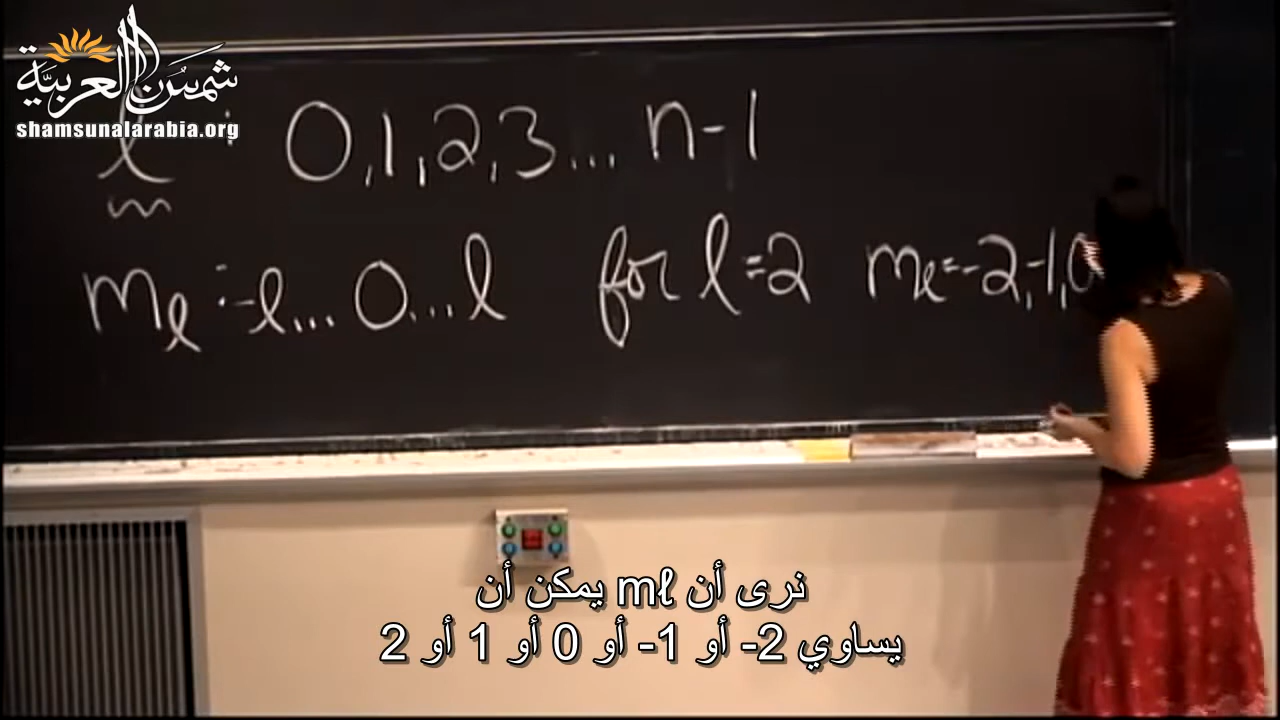 شمس العربية
shamsunalarabia.org
ℓ : 0,1,2,3... n-1
mℓ : -ℓ... 0...ℓ for ℓ=2 mℓ=-2,-1,0
نرى أن mℓ يمكن أن
يساوي 2- أو 1- أو 0 أو 1 أو 2